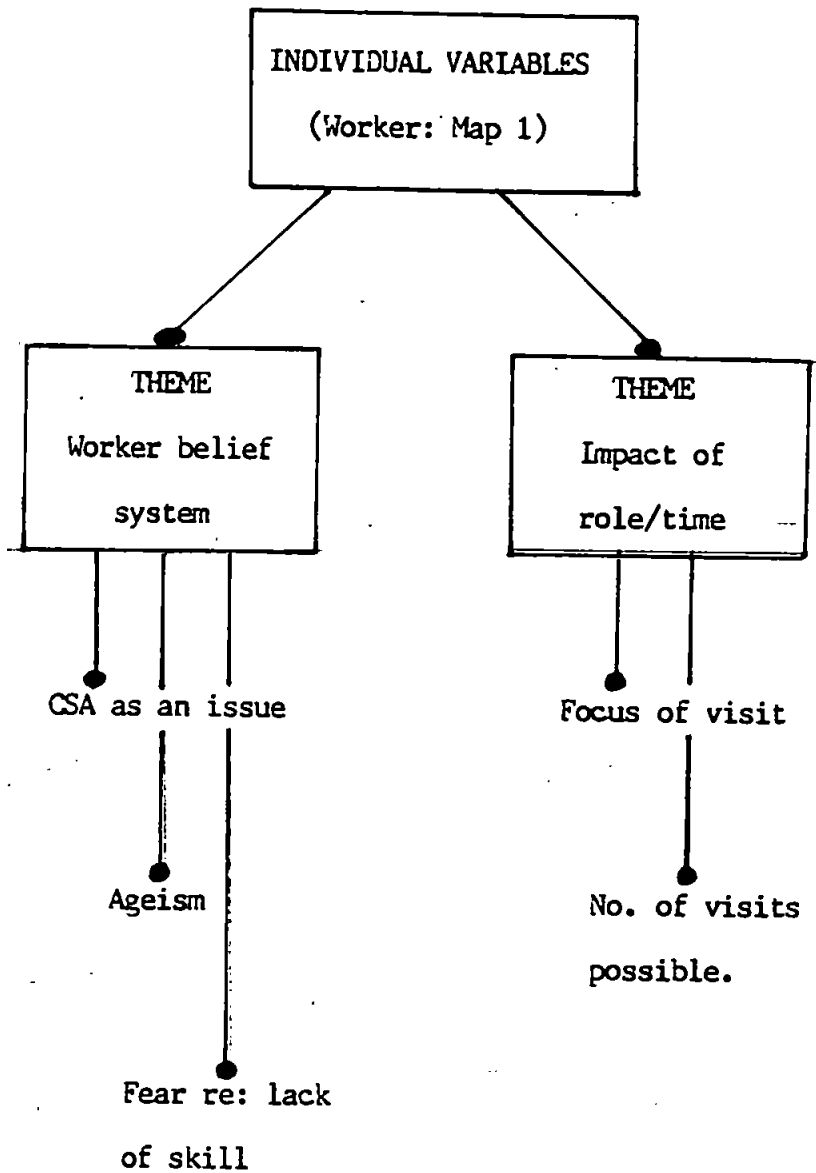 INDIVIDUAL VARIABLES
(Worker: Map 1)
THEME
Worker belief
system
THEME
Impact of
role/time
CSA as an issue
Focus of visit
Ageism
No. of visits
possible.
Fear re: lack
of skill